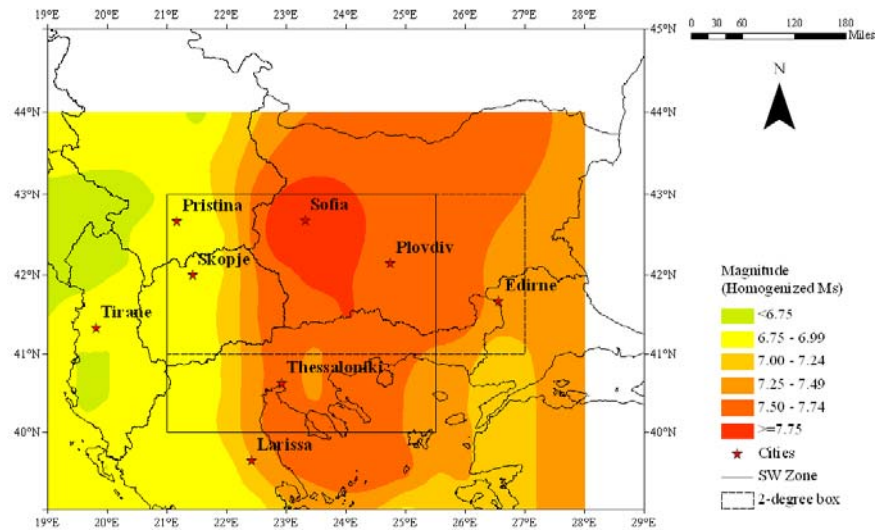 19°E 20°E 21°E 22°E 23°E 24°E 25°E 26°E 27°E 28°E 29°E
45°N
44°N 44°N
43°N 43°N
42°N 42°N
41°N 41°N
40°N 40°N
19°E 20°E 21°E 22°E 23°E 24°E 25°E 26°E 27°E 28°E 29°E
Pristina
Sofia
Skopje
Plovdiv
Tirane
Edirne
Thessaloniki
Larissa
0 30 60 120 180
Miles
N
Magnitude
(Homogenized Ms)
<6.75
6.75 - 6.99
7.00 - 7.24
7.25 - 7.49
7.50 - 7.74
>=7.75
Cities
SW Zone
2-degree box